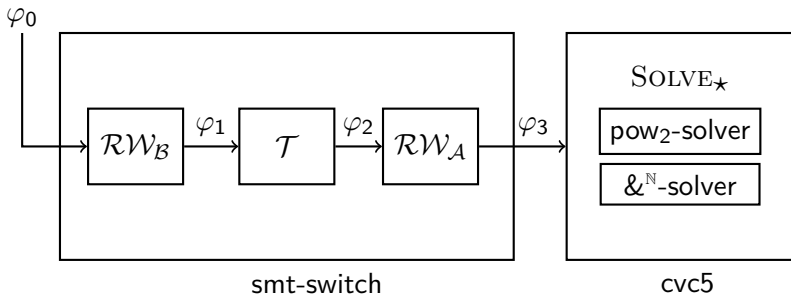 φ₀
RW_B
φ₁
T
φ₂
RW_A
φ₃
SOLVE⋆
pow₂-solver
&ᴺ-solver
smt-switch
cvc5